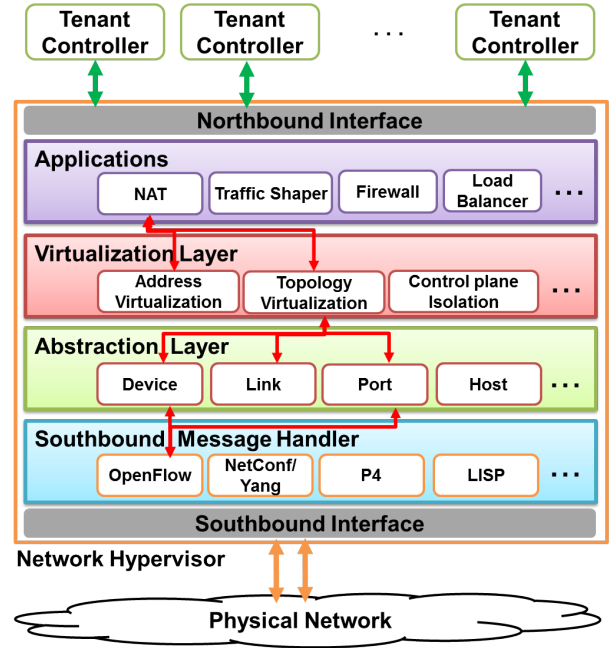 Tenant
Controller
Tenant
Controller
...
Tenant
Controller
Northbound Interface
Applications
NAT
Traffic Shaper
Firewall
Load
Balancer
...
Virtualization Layer
Address
Virtualization
Topology
Virtualization
Control plane
Isolation
...
Abstraction Layer
Device
Link
Port
Host
...
Southbound Message Handler
OpenFlow
NetConf/
Yang
P4
LISP
...
Southbound Interface
Network Hypervisor
Physical Network